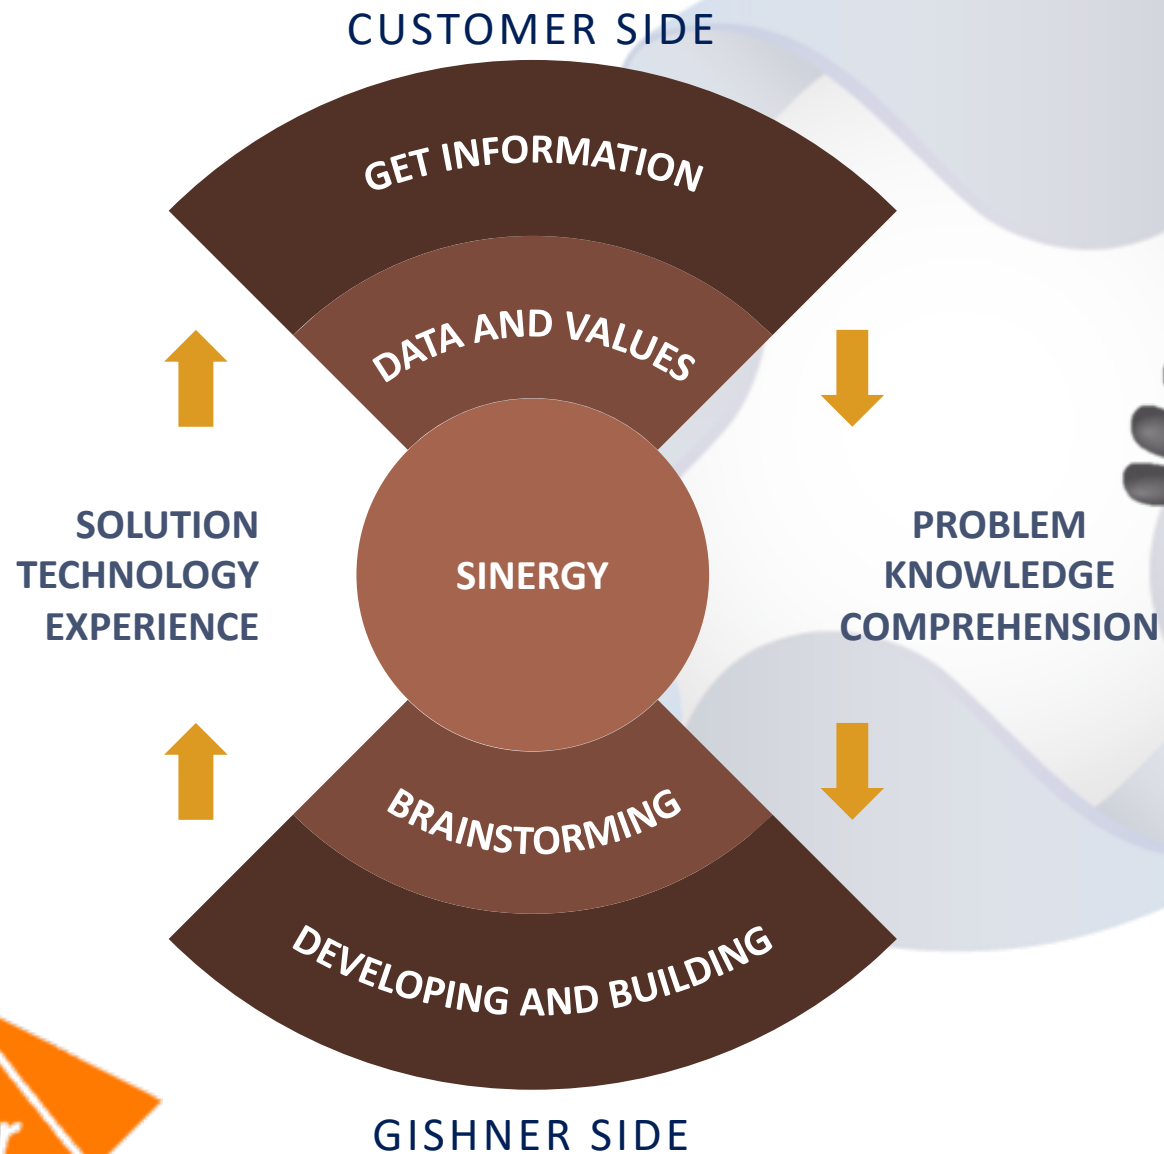 CUSTOMER SIDE
GET INFORMATION
DATA AND VALUES
SOLUTION
TECHNOLOGY
EXPERIENCE
SINERGY
PROBLEM
KNOWLEDGE
COMPREHENSION
BRAINSTORMING
DEVELOPING AND BUILDING
GISHNER SIDE